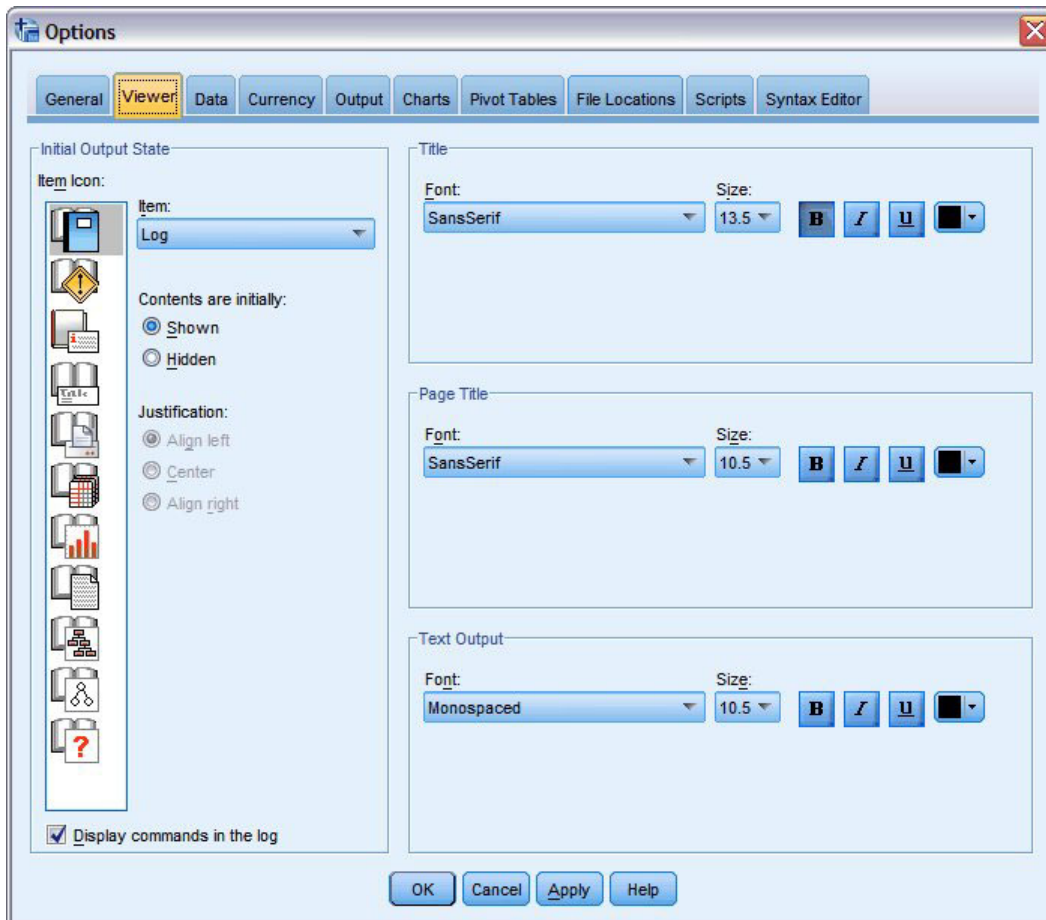 Options
General Viewer Data Currency Output Charts Pivot Tables File Locations Scripts Syntax Editor
Initial Output State
Item Icon:
Item:
Log
Contents are initially:
Shown
Hidden
Justification:
Align left
Center
Align right
Display commands in the log
Title
Font: Size:
SansSerif 13.5 B I U
Page Title
Font: Size:
SansSerif 10.5 B I U
Text Output
Font: Size:
Monospaced 10.5 B I U
OK Cancel Apply Help